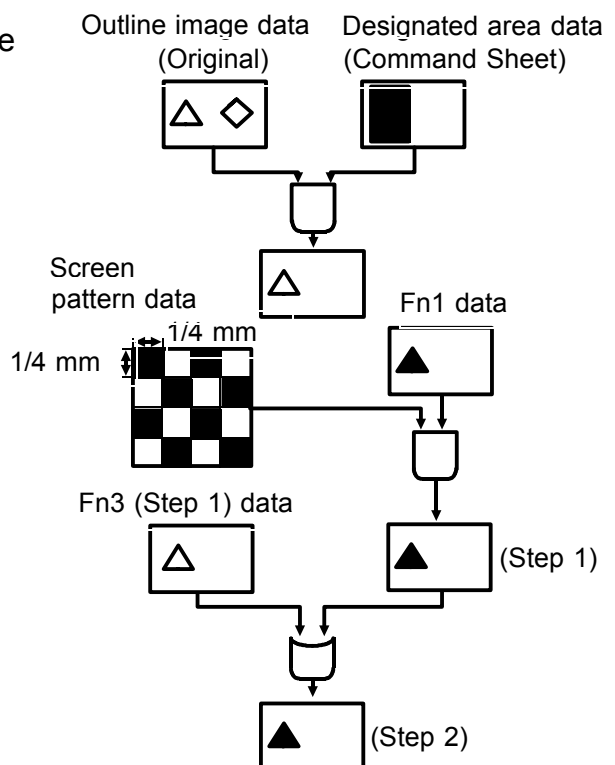 e
Outline image data
(Original)
Designated area data
(Command Sheet)
Screen
pattern data
1/4 mm
1/4 mm
Fn1 data
Fn3 (Step 1) data
(Step 1)
(Step 2)